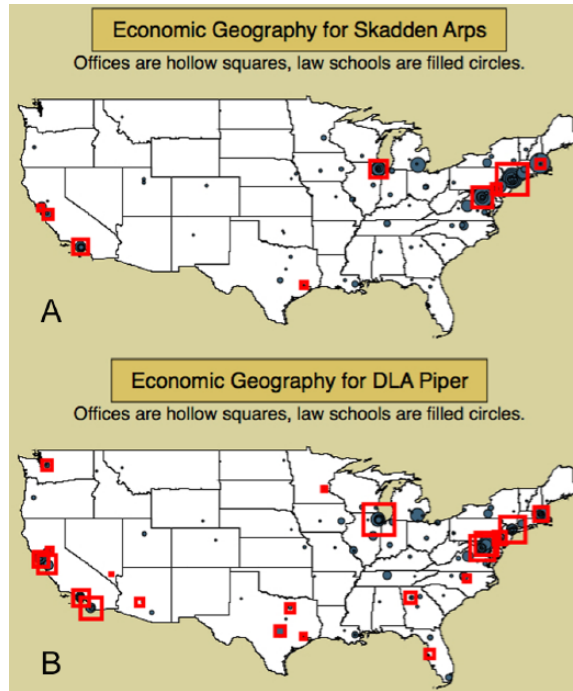 Economic Geography for Skadden Arps
Offices are hollow squares, law schools are filled circles.
A
Economic Geography for DLA Piper
Offices are hollow squares, law schools are filled circles.
B